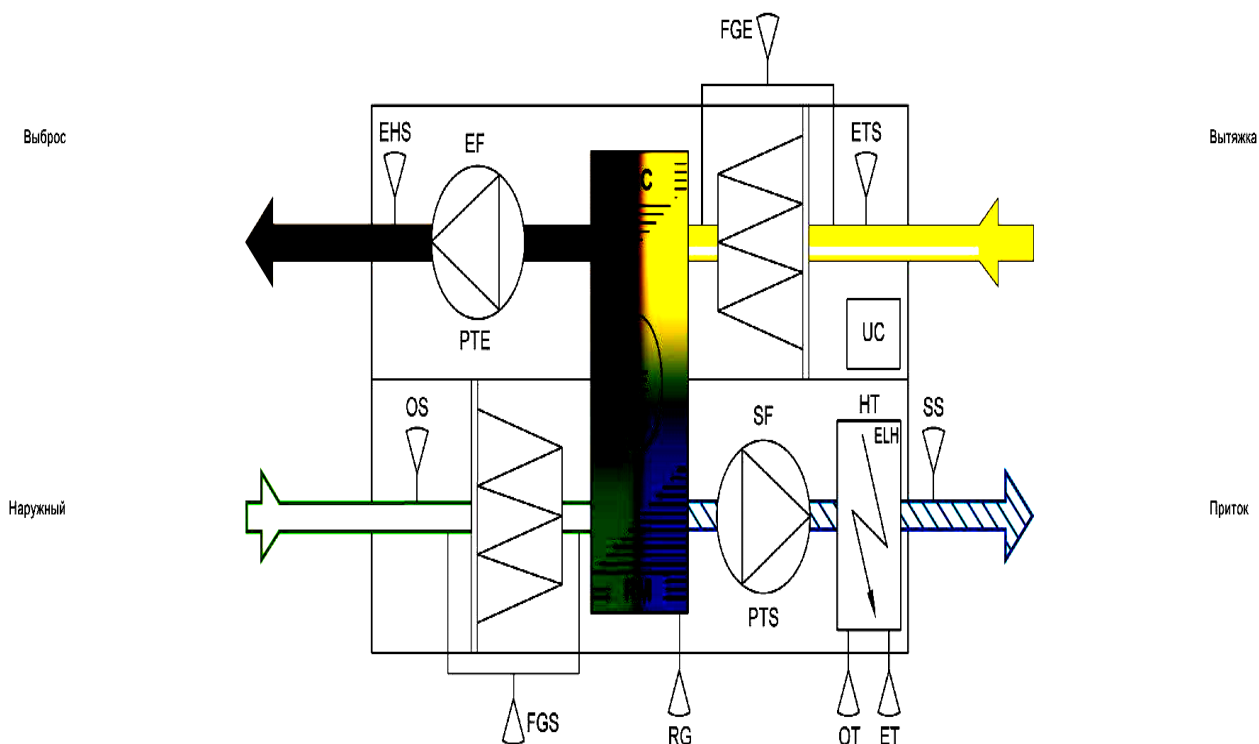 FGE
Выброс
EHS
EF
ETS
Вытяжка
C
PTE
UC
OS
SF
HT
ELH
SS
Наружный
Приток
PTS
FGS
RG
OT
ET